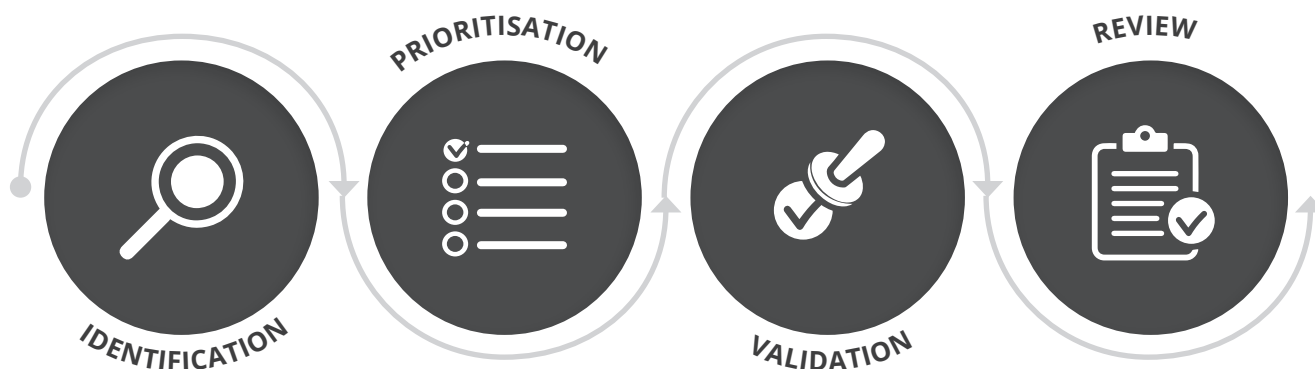 IDENTIFICATION
PRIORITISATION
VALIDATION
REVIEW